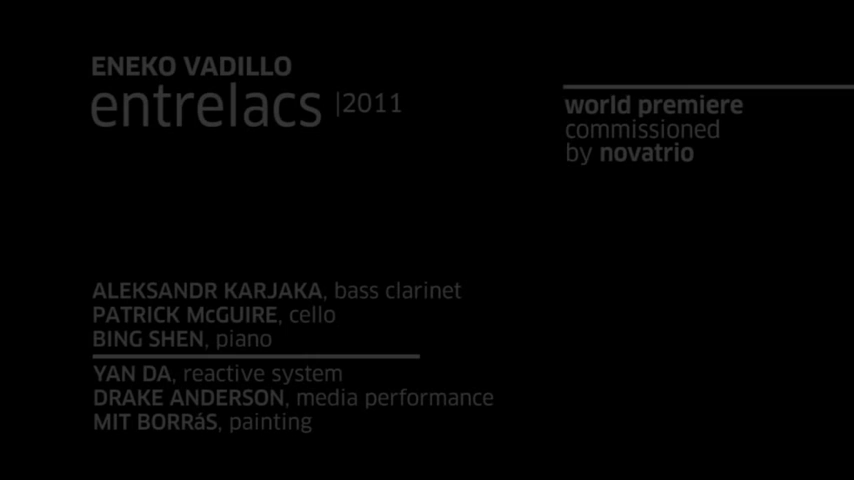 ENEKO VADILLO
entrelacs |2011
world premiere
commissioned
by novatrio
ALEKSANDR KARJAKA, bass clarinet
PATRICK McGUIRE, cello
BING SHEN, piano
YAN DA, reactive system
DRAKE ANDERSON, media performance
MIT BORRáS, painting